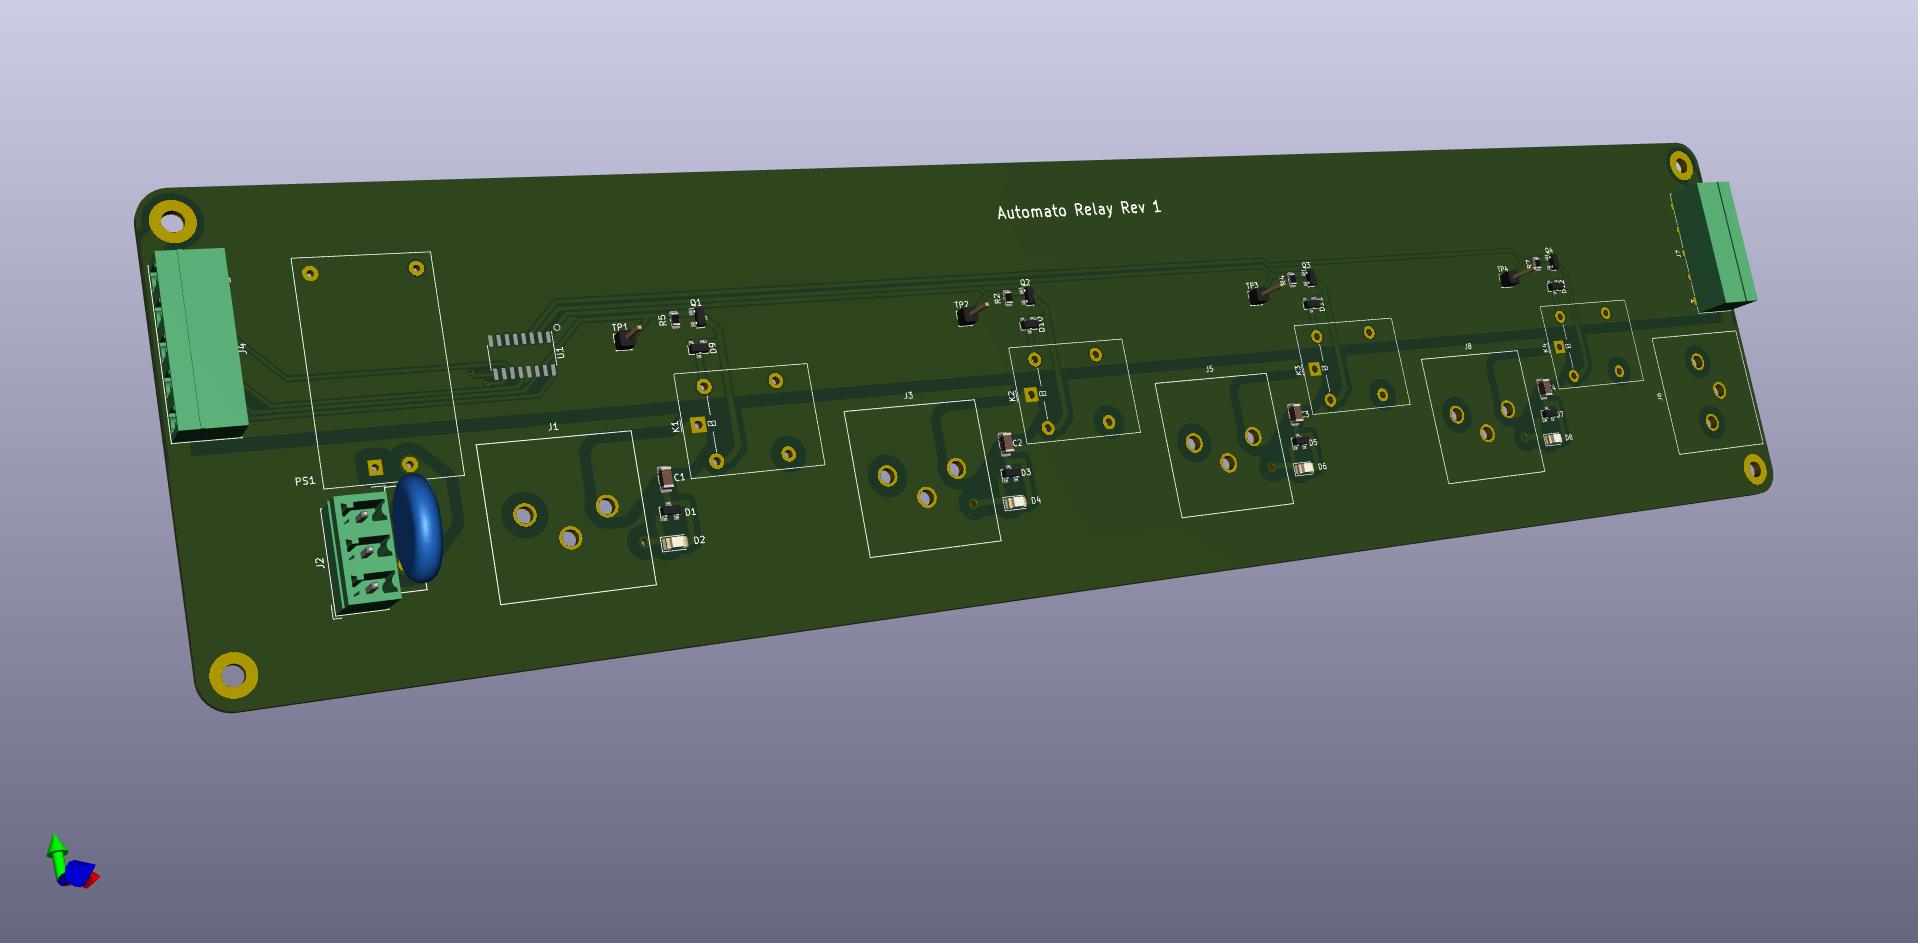 Automato Relay Rev 1
Q4
R7
TP4
Q3
R4
TP3
Q2
R2
TP2
D10
Q1
R5
TP1
D9
U1
J4
J7
K1
K2
K3
K4
J1
J3
J5
J8
J6
C1
D1
D2
C2
D3
D4
D5
D6
D7
D8
PS1
J2